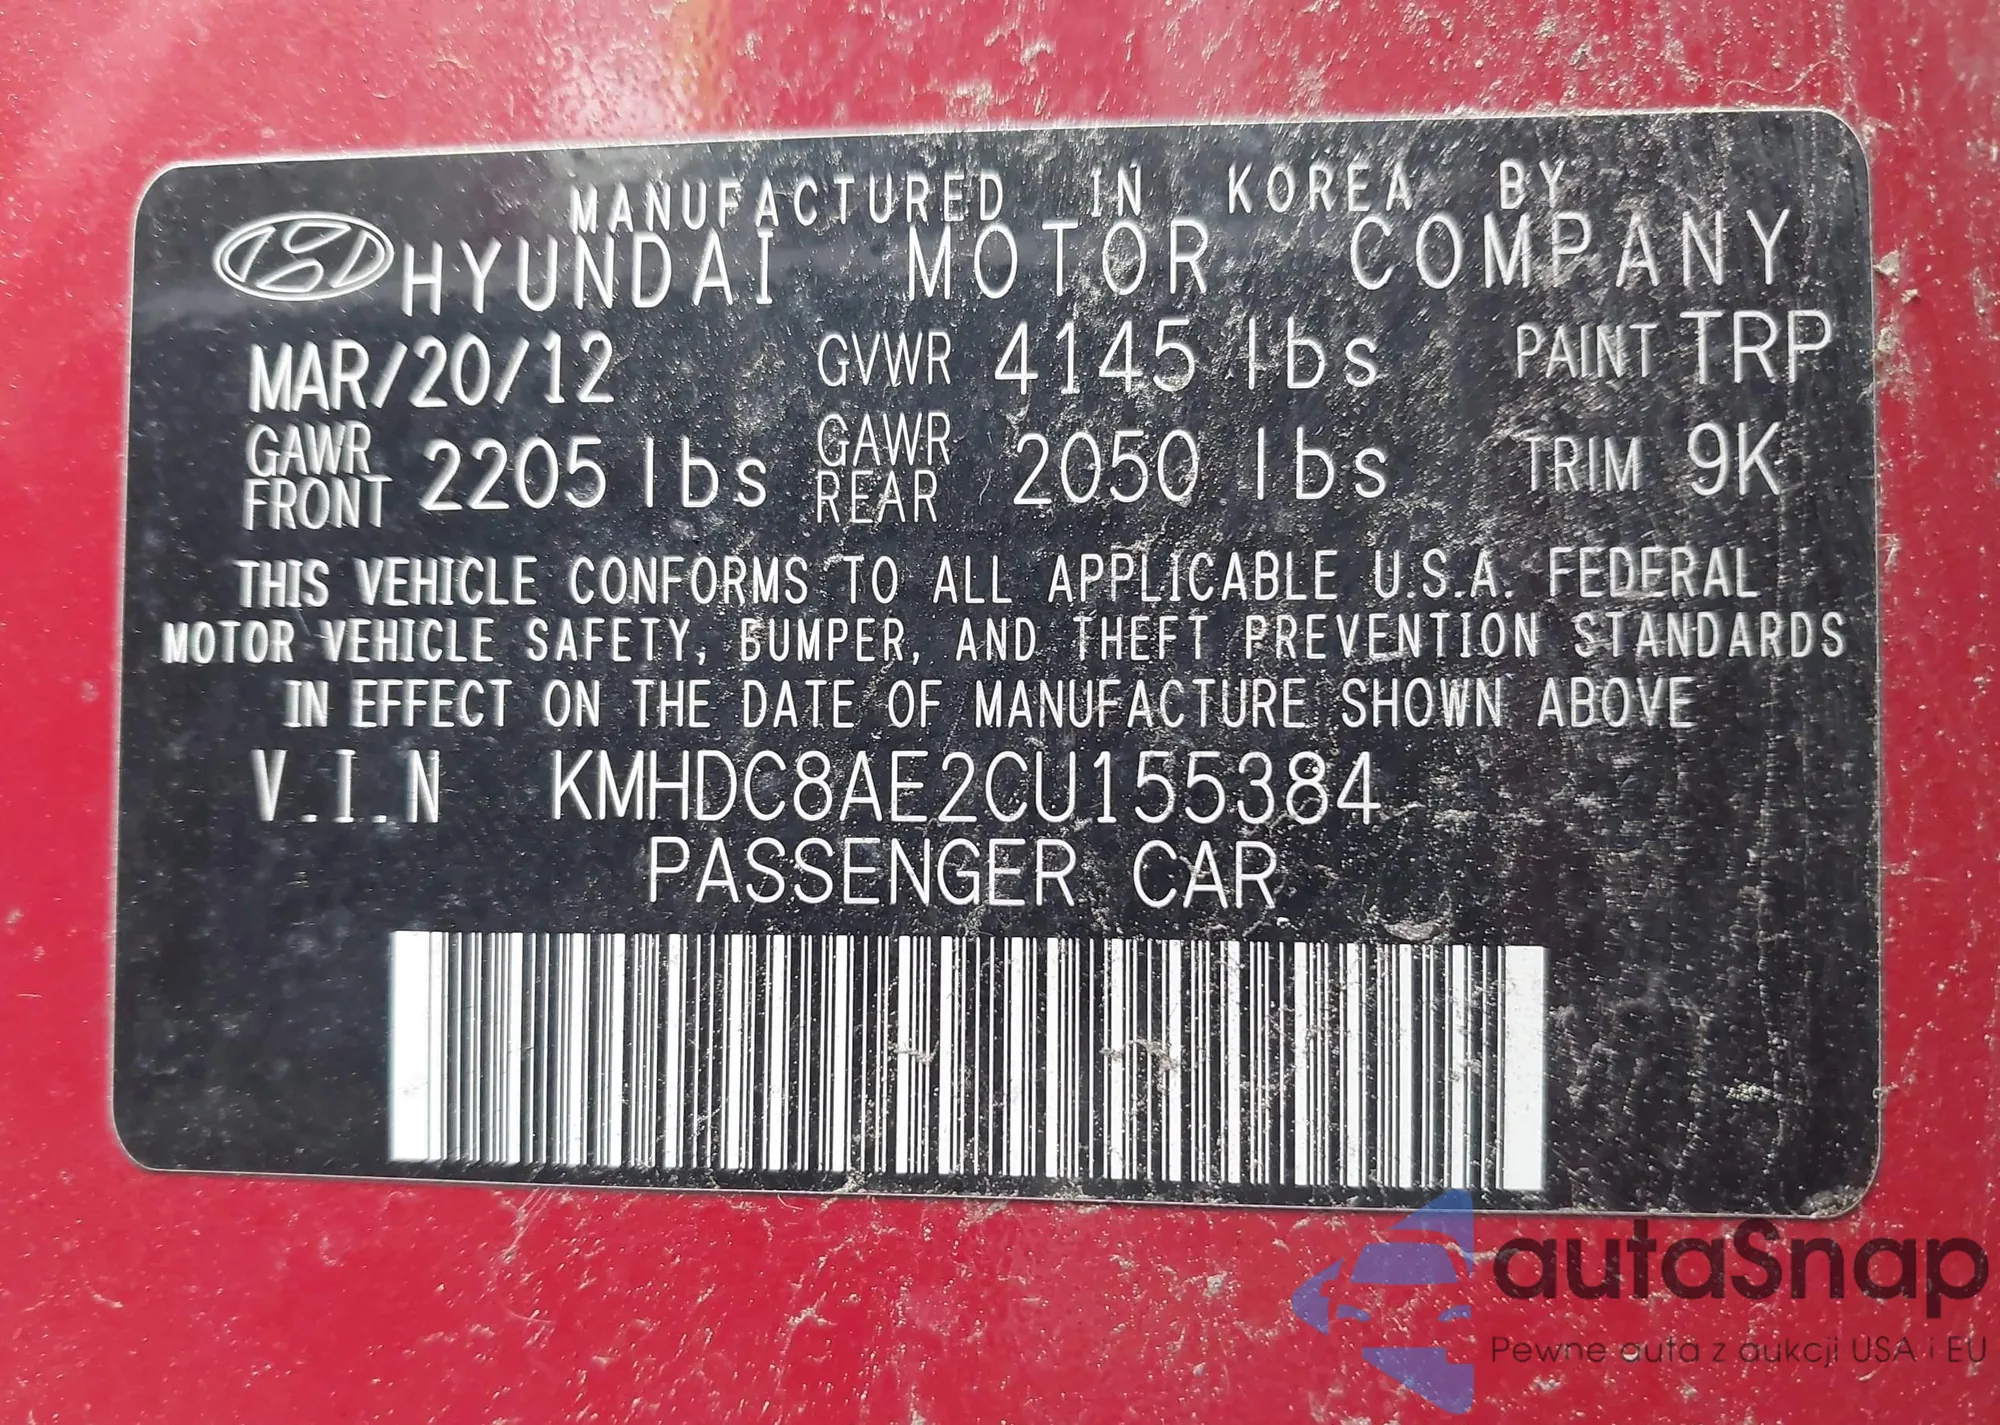 MANUFACTURED IN KOREA BY
HYUNDAI MOTOR COMPANY
MAR/20/12 GVWR 4145 lbs PAINT TRP
GAWR FRONT 2205 lbs GAWR REAR 2050 lbs TRIM 9K
THIS VEHICLE CONFORMS TO ALL APPLICABLE U.S.A. FEDERAL
MOTOR VEHICLE SAFETY, BUMPER, AND THEFT PREVENTION STANDARDS
IN EFFECT ON THE DATE OF MANUFACTURE SHOWN ABOVE
V.I.N KMHDC8AE2CU155384
PASSENGER CAR
autaSnap
Pewne auta z aukcji USA i EU